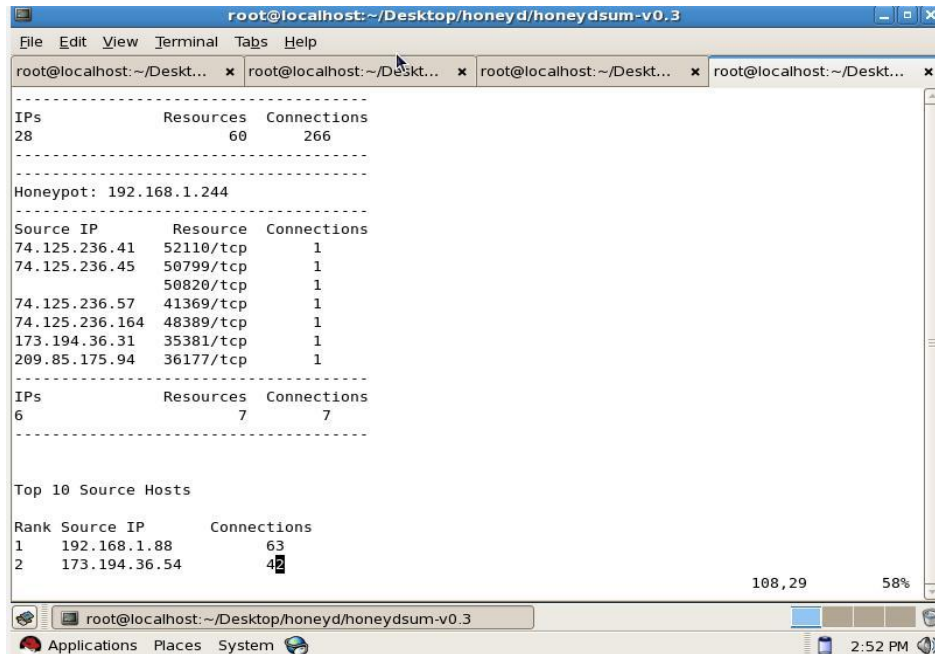 root@localhost:~/Desktop/honeyd/honeydsum-v0.3
File Edit View Terminal Tabs Help
root@localhost:~/Deskt... root@localhost:~/Deskt... root@localhost:~/Deskt... root@localhost:~/Deskt...
-------------------------------------
IPs Resources Connections
28 60 266
-------------------------------------
-------------------------------------
Honeypot: 192.168.1.244
-------------------------------------
Source IP Resource Connections
74.125.236.41 52110/tcp 1
74.125.236.45 50799/tcp 1
50820/tcp 1
74.125.236.57 41369/tcp 1
74.125.236.164 48389/tcp 1
173.194.36.31 35381/tcp 1
209.85.175.94 36177/tcp 1
-------------------------------------
IPs Resources Connections
6 7 7
-------------------------------------
Top 10 Source Hosts
Rank Source IP Connections
1 192.168.1.88 63
2 173.194.36.54 42
108,29 58%
root@localhost:~/Desktop/honeyd/honeydsum-v0.3
Applications Places System 2:52 PM